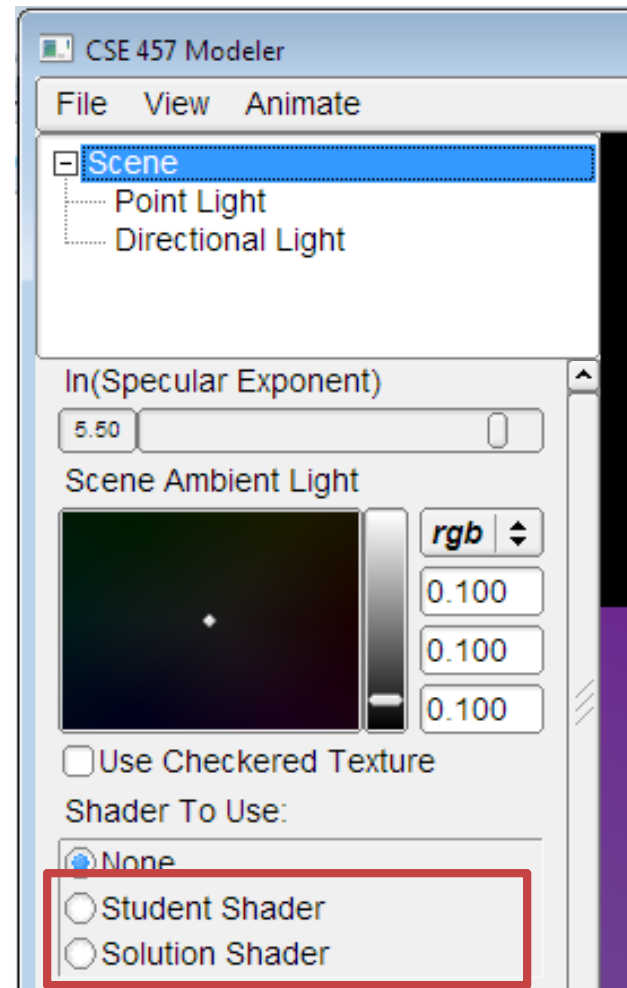 CSE 457 Modeler
File View Animate
Scene
Point Light
Directional Light
ln(Specular Exponent)
5.50
Scene Ambient Light
rgb
0.100
0.100
0.100
Use Checkered Texture
Shader To Use:
None
Student Shader
Solution Shader